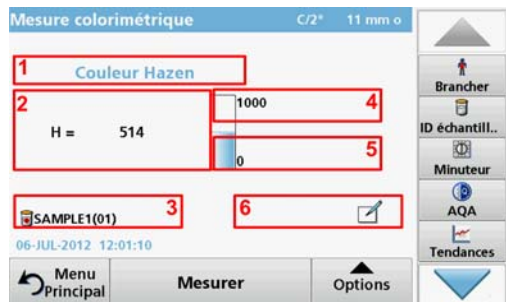 Mesure colorimétrique C/2° 11 mm o
1 Couleur Hazen
2
H = 514
1000 4
5
0
SAMPLE1(01) 3
6
06-JUL-2012 12:01:10
Menu
Principal
Mesurer
Options
Brancher
ID échantill..
Minuteur
AQA
Tendances